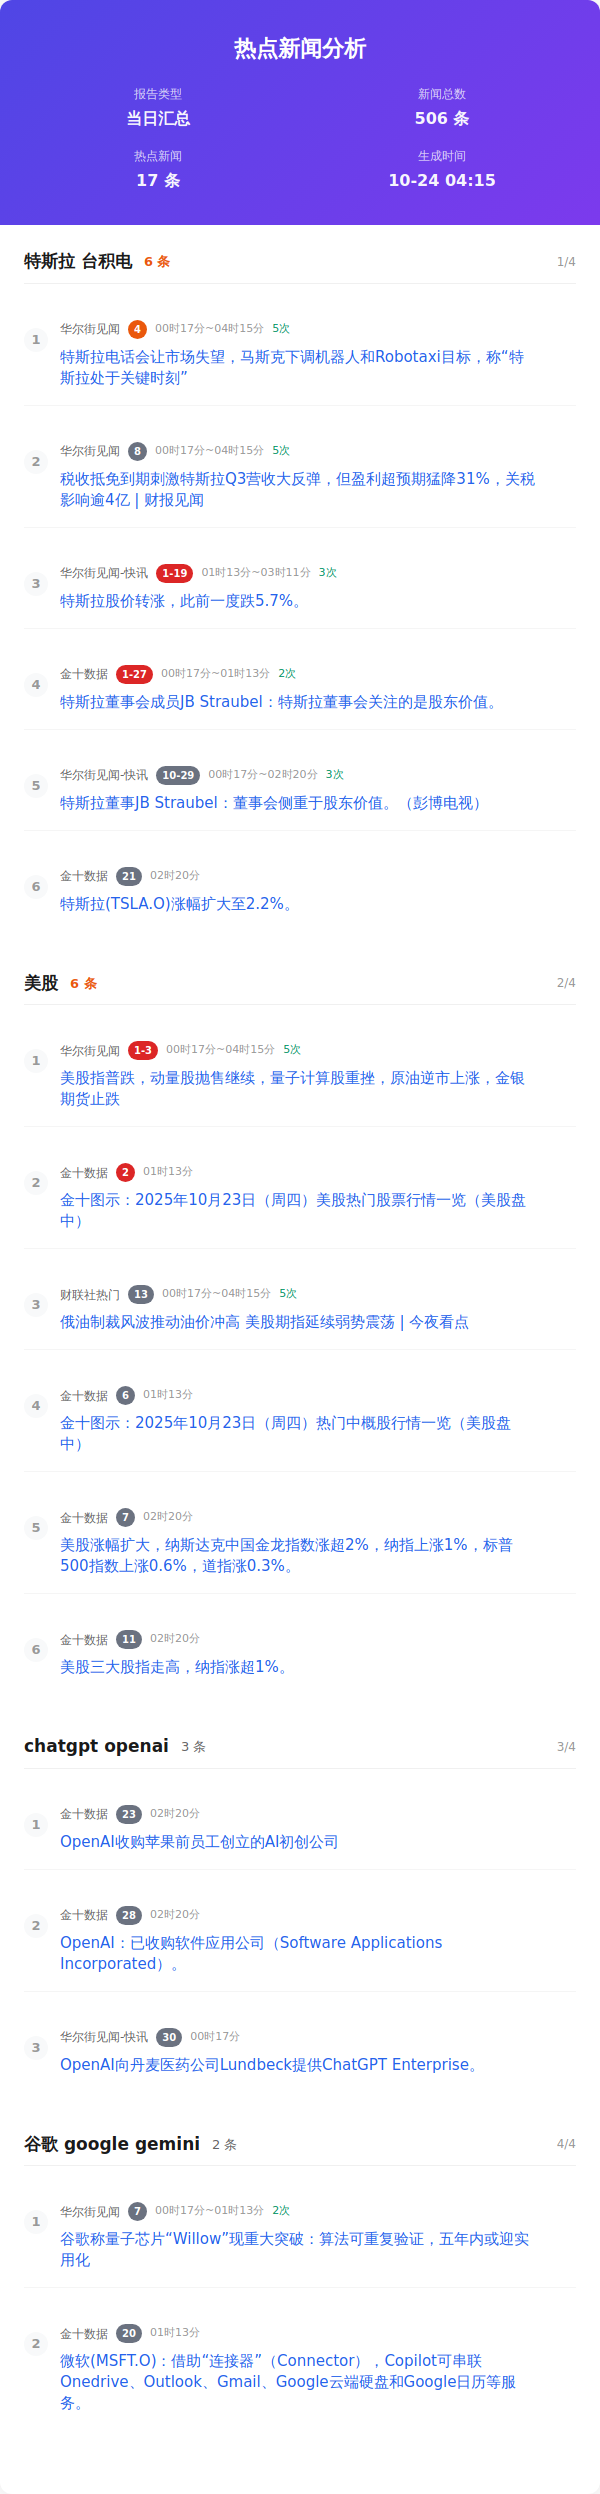 热点新闻分析
报告类型
当日汇总
新闻总数
506 条
热点新闻
17 条
生成时间
10-24 04:15
特斯拉 台积电 6 条 1/4
1
华尔街见闻 4 00时17分~04时15分 5次
特斯拉电话会让市场失望，马斯克下调机器人和Robotaxi目标，称“特
斯拉处于关键时刻”
2
华尔街见闻 8 00时17分~04时15分 5次
税收抵免到期刺激特斯拉Q3营收大反弹，但盈利超预期猛降31%，关税
影响逾4亿 | 财报见闻
3
华尔街见闻-快讯 1-19 01时13分~03时11分 3次
特斯拉股价转涨，此前一度跌5.7%。
4
金十数据 1-27 00时17分~01时13分 2次
特斯拉董事会成员JB Straubel：特斯拉董事会关注的是股东价值。
5
华尔街见闻-快讯 10-29 00时17分~02时20分 3次
特斯拉董事JB Straubel：董事会侧重于股东价值。（彭博电视）
6
金十数据 21 02时20分
特斯拉(TSLA.O)涨幅扩大至2.2%。
美股 6 条 2/4
1
华尔街见闻 1-3 00时17分~04时15分 5次
美股指普跌，动量股抛售继续，量子计算股重挫，原油逆市上涨，金银
期货止跌
2
金十数据 2 01时13分
金十图示：2025年10月23日（周四）美股热门股票行情一览（美股盘
中）
3
财联社热门 13 00时17分~04时15分 5次
俄油制裁风波推动油价冲高 美股期指延续弱势震荡 | 今夜看点
4
金十数据 6 01时13分
金十图示：2025年10月23日（周四）热门中概股行情一览（美股盘
中）
5
金十数据 7 02时20分
美股涨幅扩大，纳斯达克中国金龙指数涨超2%，纳指上涨1%，标普
500指数上涨0.6%，道指涨0.3%。
6
金十数据 11 02时20分
美股三大股指走高，纳指涨超1%。
chatgpt openai 3 条 3/4
1
金十数据 23 02时20分
OpenAI收购苹果前员工创立的AI初创公司
2
金十数据 28 02时20分
OpenAI：已收购软件应用公司（Software Applications
Incorporated）。
3
华尔街见闻-快讯 30 00时17分
OpenAI向丹麦医药公司Lundbeck提供ChatGPT Enterprise。
谷歌 google gemini 2 条 4/4
1
华尔街见闻 7 00时17分~01时13分 2次
谷歌称量子芯片“Willow”现重大突破：算法可重复验证，五年内或迎实
用化
2
金十数据 20 01时13分
微软(MSFT.O)：借助“连接器”（Connector），Copilot可串联
Onedrive、Outlook、Gmail、Google云端硬盘和Google日历等服
务。